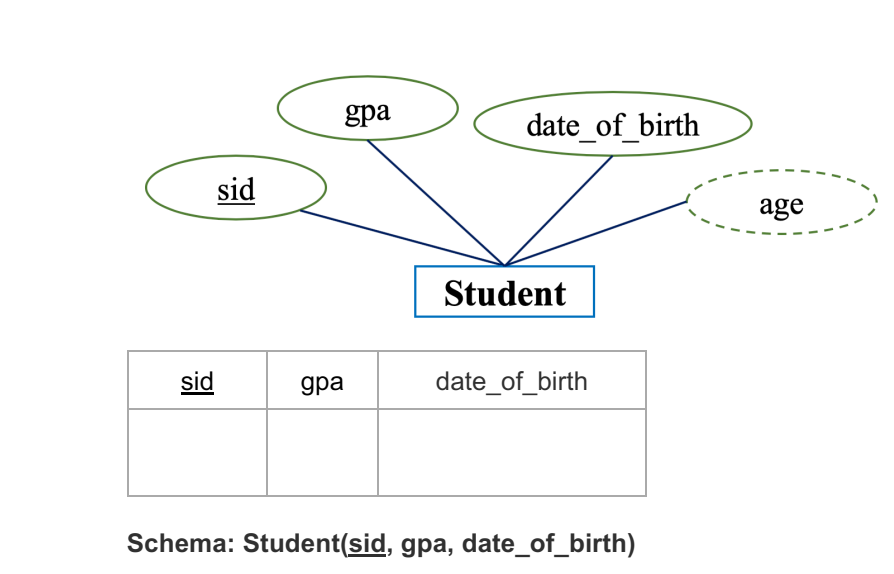 gpa
date_of_birth
sid
age
Student
sid gpa date_of_birth
Schema: Student(sid, gpa, date_of_birth)